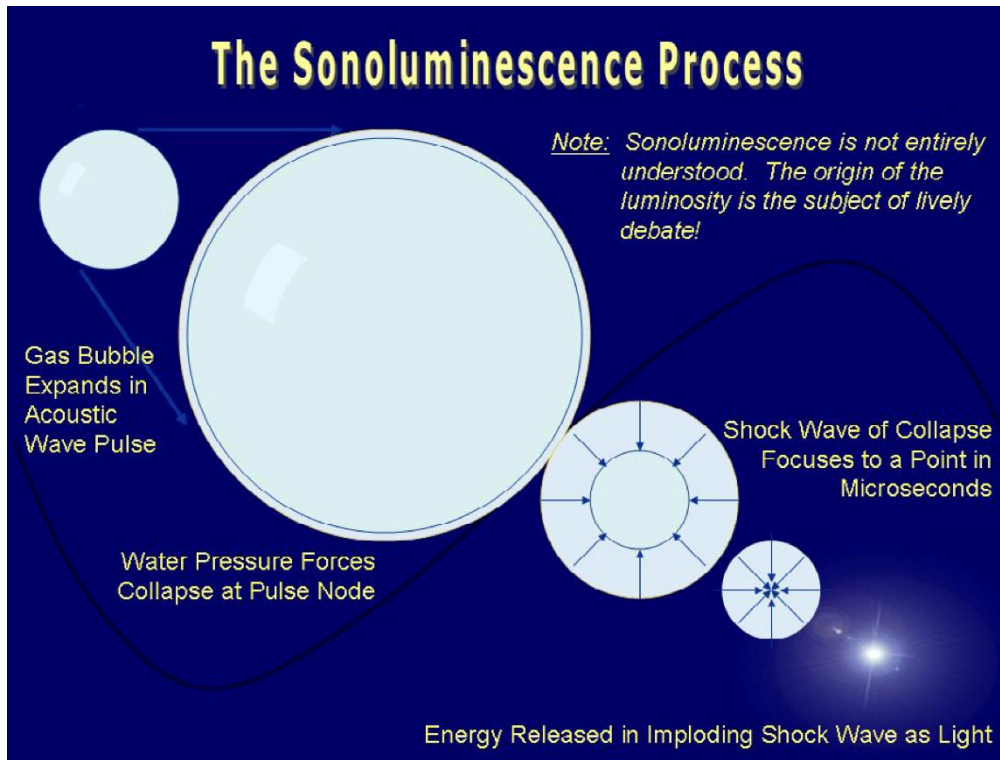 The Sonoluminescence Process
Note: Sonoluminescence is not entirely
understood. The origin of the
luminosity is the subject of lively
debate!
Gas Bubble
Expands in
Acoustic
Wave Pulse
Shock Wave of Collapse
Focuses to a Point in
Microseconds
Water Pressure Forces
Collapse at Pulse Node
Energy Released in Imploding Shock Wave as Light